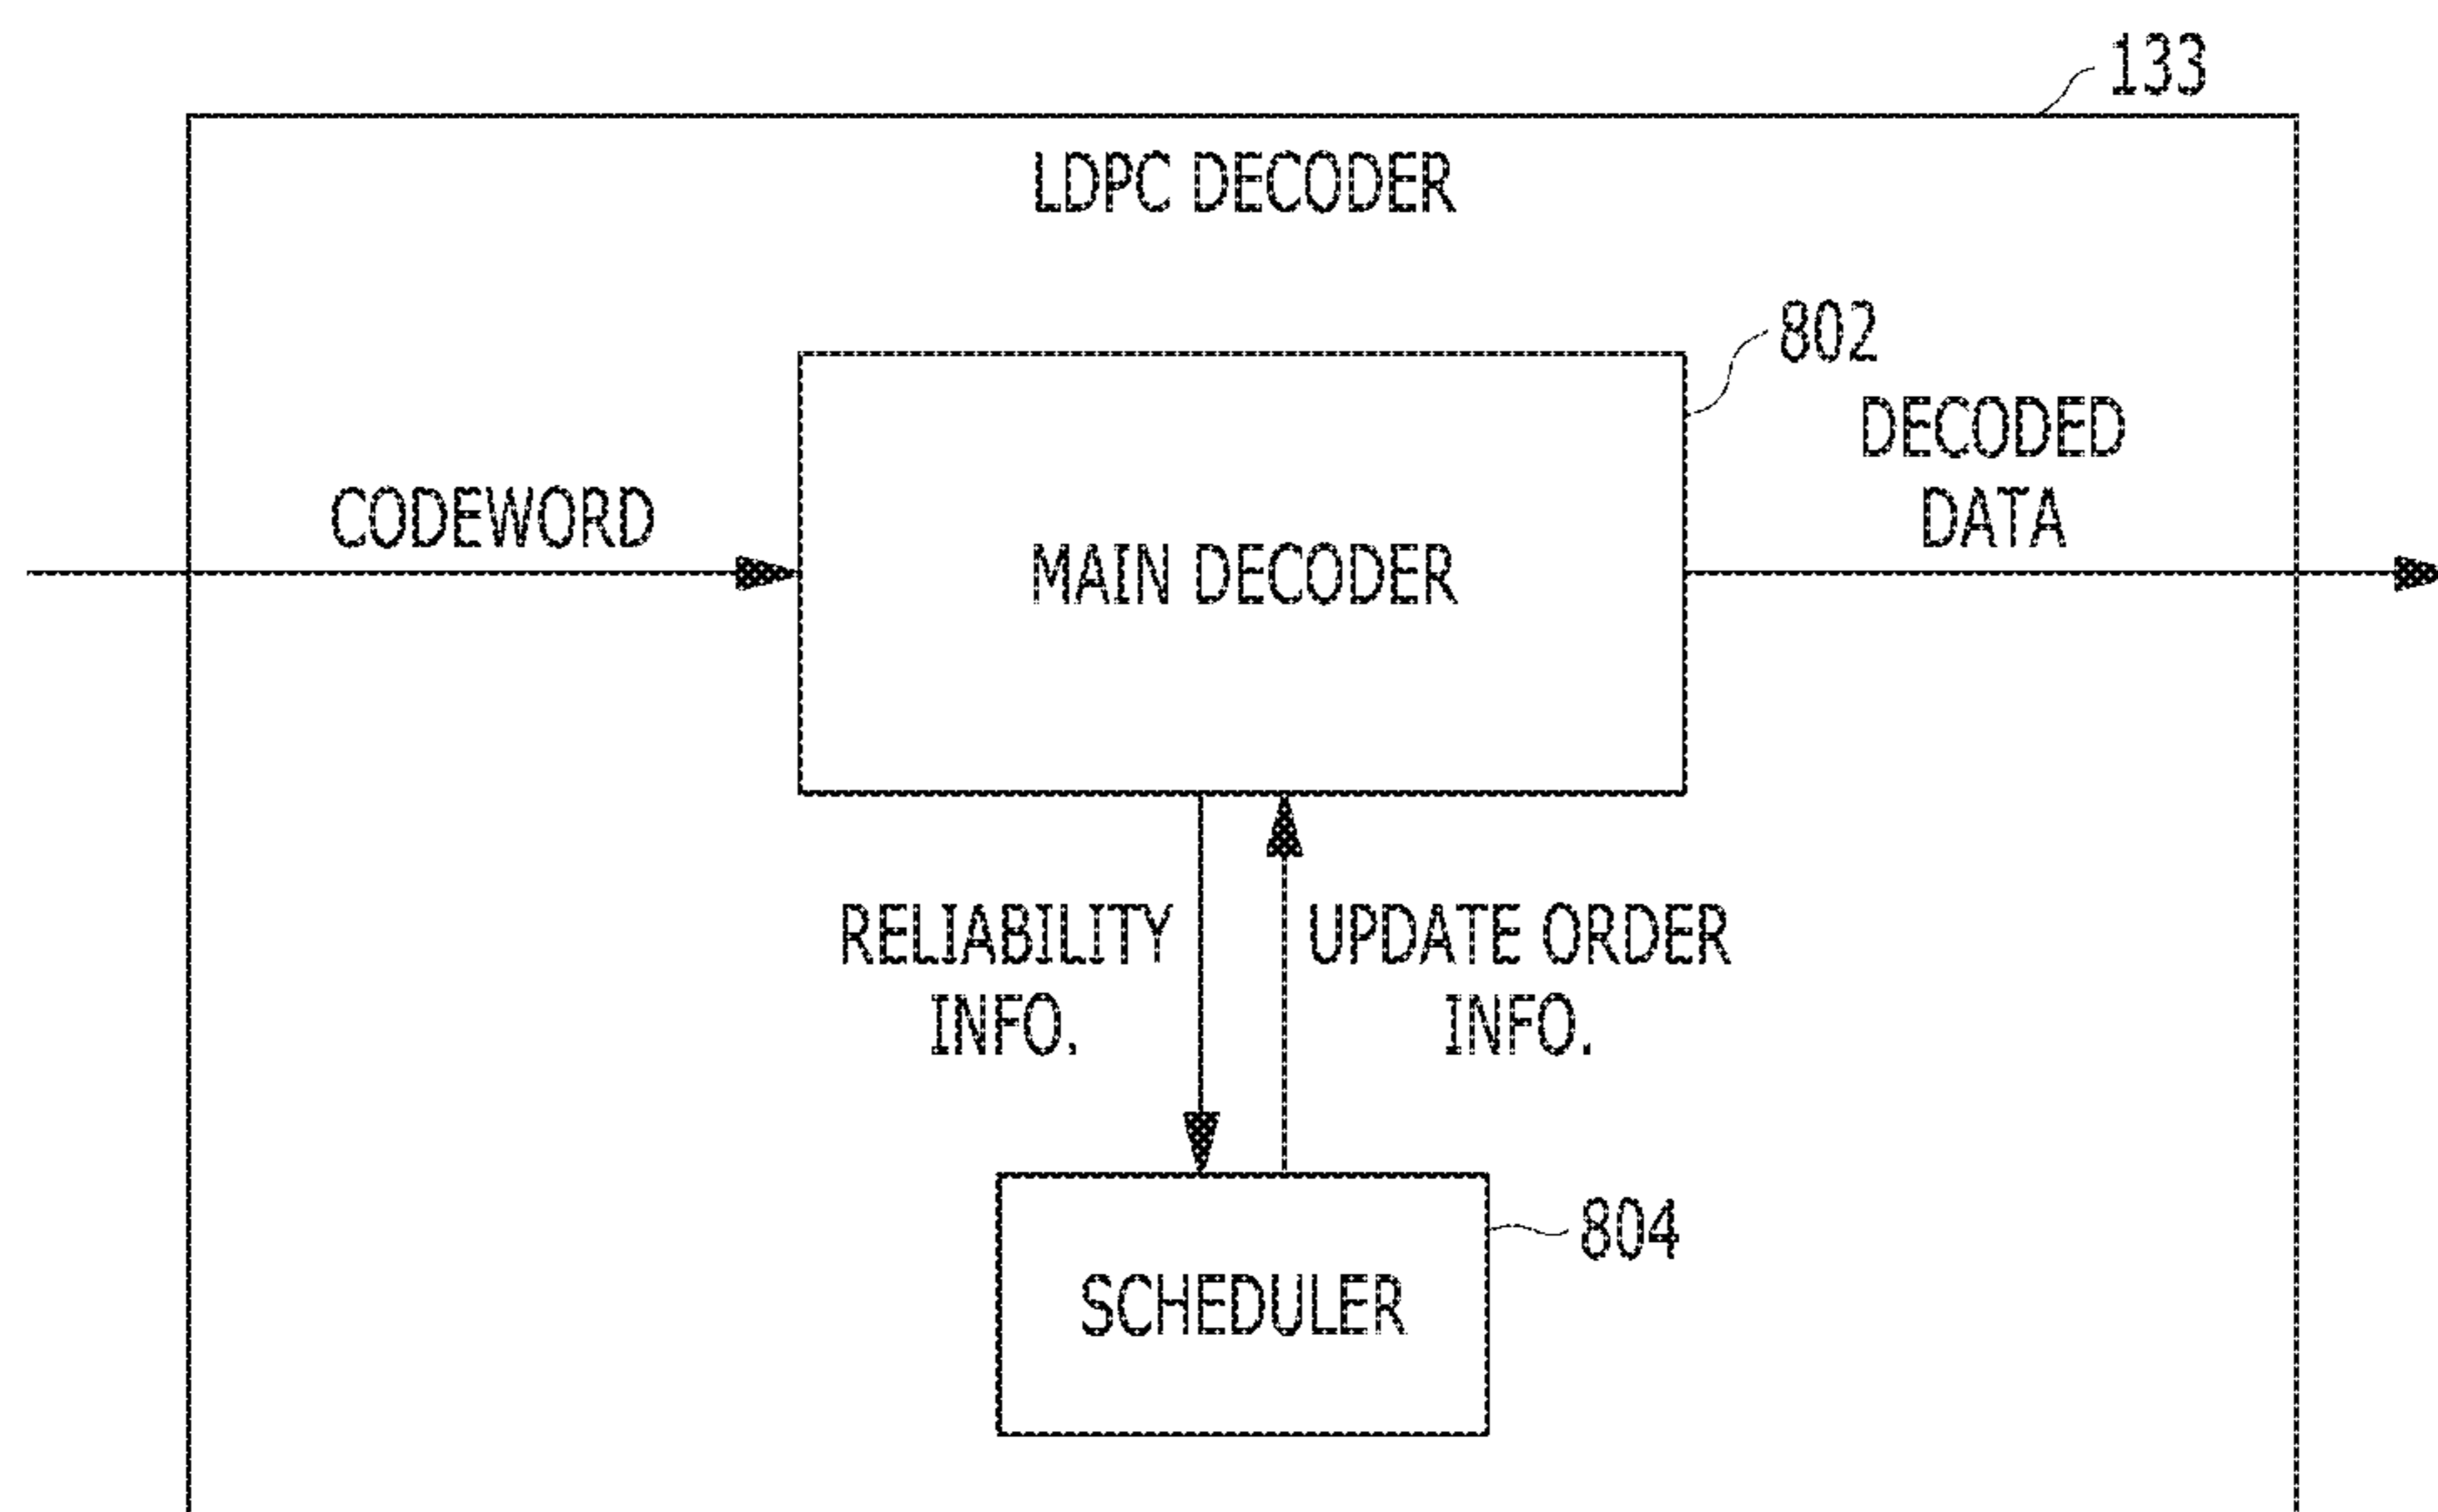 133
LDPC DECODER
802
DECODED
DATA
CODEWORD
MAIN DECODER
RELIABILITY
INFO.
UPDATE ORDER
INFO.
804
SCHEDULER